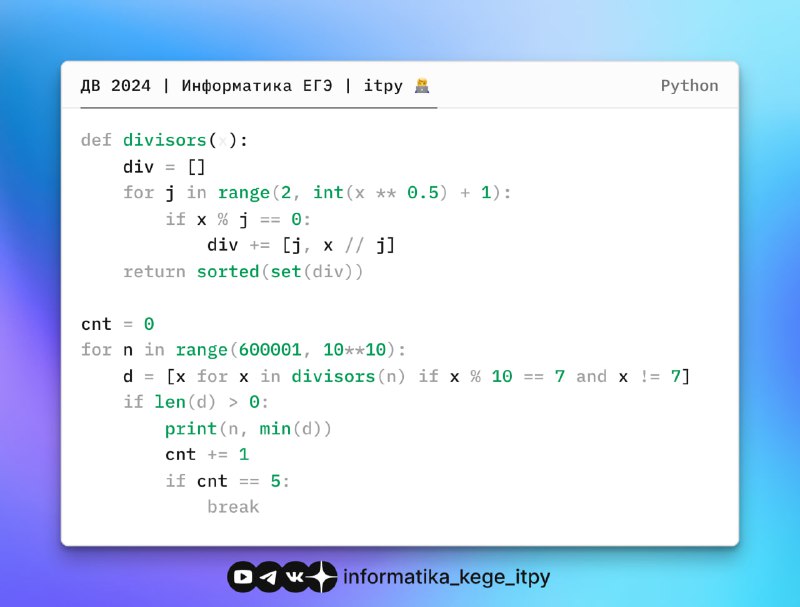 ДВ 2024 | Информатика ЕГЭ | itpy 👨‍💻
Python
def divisors(x):
    div = []
    for j in range(2, int(x ** 0.5) + 1):
        if x % j == 0:
            div += [j, x // j]
    return sorted(set(div))

cnt = 0
for n in range(600001, 10**10):
    d = [x for x in divisors(n) if x % 10 == 7 and x != 7]
    if len(d) > 0:
        print(n, min(d))
        cnt += 1
        if cnt == 5:
            break
informatika_kege_itpy